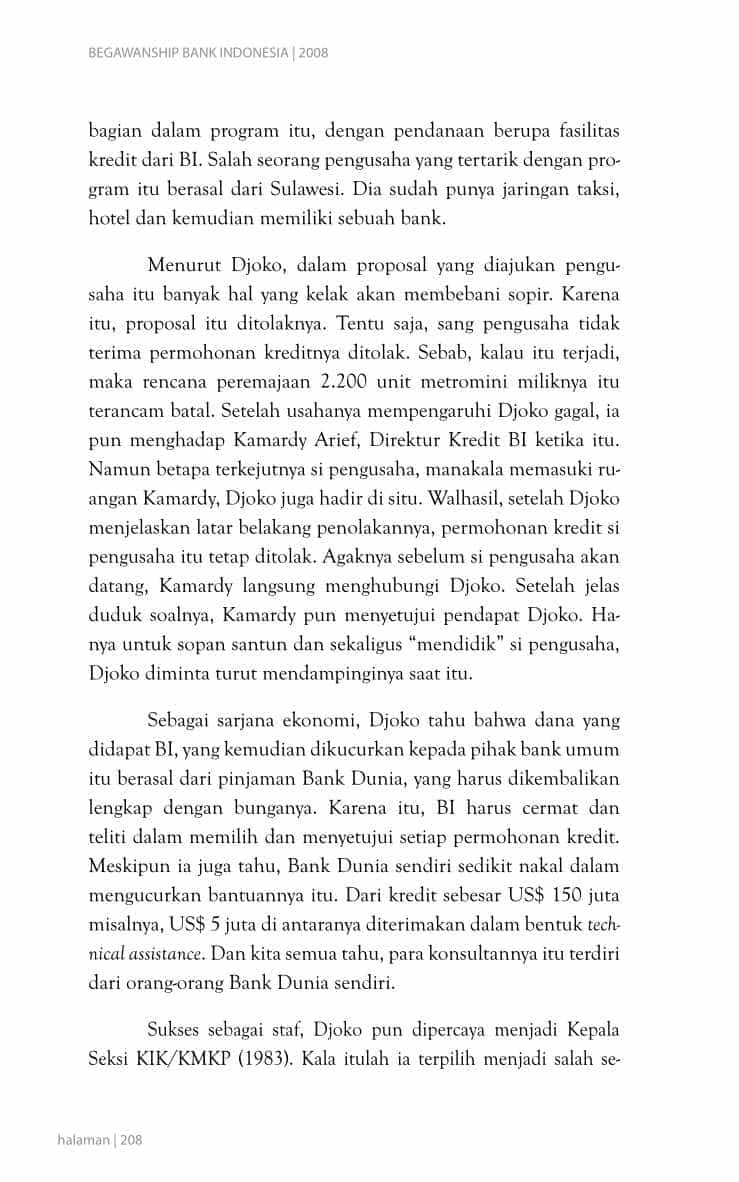 BEGAWANSHIP BANK INDONESIA | 2008
bagian dalam program itu, dengan pendanaan berupa fasilitas
kredit dari BI. Salah seorang pengusaha yang tertarik dengan pro-
gram itu berasal dari Sulawesi. Dia sudah punya jaringan taksi,
hotel dan kemudian memiliki sebuah bank.
Menurut Djoko, dalam proposal yang diajukan pengu-
saha itu banyak hal yang kelak akan membebani sopir. Karena
itu, proposal itu ditolaknya. Tentu saja, sang pengusaha tidak
terima permohonan kreditnya ditolak. Sebab, kalau itu terjadi,
maka rencana peremajaan 2.200 unit metromini miliknya itu
terancam batal. Setelah usahanya mempengaruhi Djoko gagal, ia
pun menghadap Kamardy Arief, Direktur Kredit BI ketika itu.
Namun betapa terkejutnya si pengusaha, manakala memasuki ru-
angan Kamardy, Djoko juga hadir di situ. Walhasil, setelah Djoko
menjelaskan latar belakang penolakannya, permohonan kredit si
pengusaha itu tetap ditolak. Agaknya sebelum si pengusaha akan
datang, Kamardy langsung menghubungi Djoko. Setelah jelas
duduk soalnya, Kamardy pun menyetujui pendapat Djoko. Ha-
nya untuk sopan santun dan sekaligus “mendidik” si pengusaha,
Djoko diminta turut mendampinginya saat itu.
Sebagai sarjana ekonomi, Djoko tahu bahwa dana yang
didapat BI, yang kemudian dikucurkan kepada pihak bank umum
itu berasal dari pinjaman Bank Dunia, yang harus dikembalikan
lengkap dengan bunganya. Karena itu, BI harus cermat dan
teliti dalam memilih dan menyetujui setiap permohonan kredit.
Meskipun ia juga tahu, Bank Dunia sendiri sedikit nakal dalam
mengucurkan bantuannya itu. Dari kredit sebesar US$ 150 juta
misalnya, US$ 5 juta di antaranya diterimakan dalam bentuk tech-
nical assistance. Dan kita semua tahu, para konsultannya itu terdiri
dari orang-orang Bank Dunia sendiri.
Sukses sebagai staf, Djoko pun dipercaya menjadi Kepala
Seksi KIK/KMKP (1983). Kala itulah ia terpilih menjadi salah se-
halaman | 208